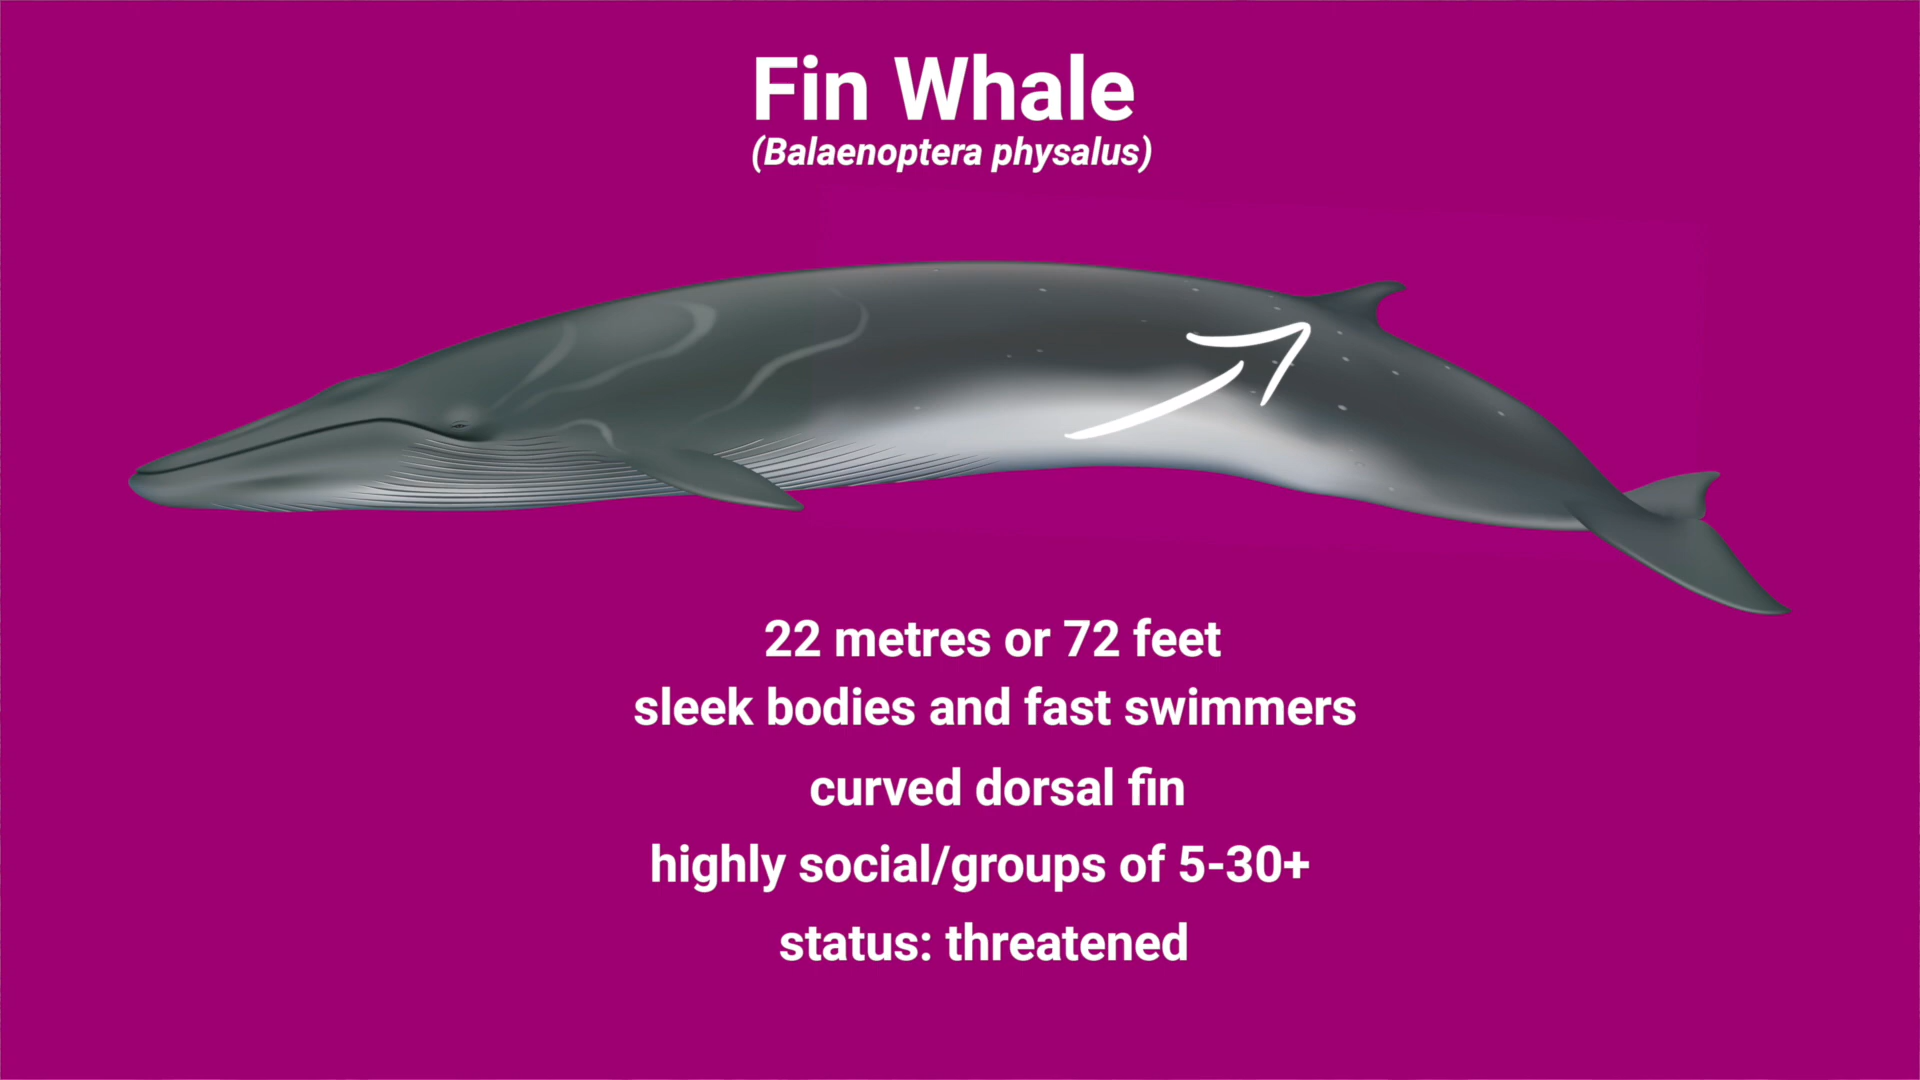 Fin Whale
(Balaenoptera physalus)
22 metres or 72 feet
sleek bodies and fast swimmers
curved dorsal fin
highly social/groups of 5-30+
status: threatened